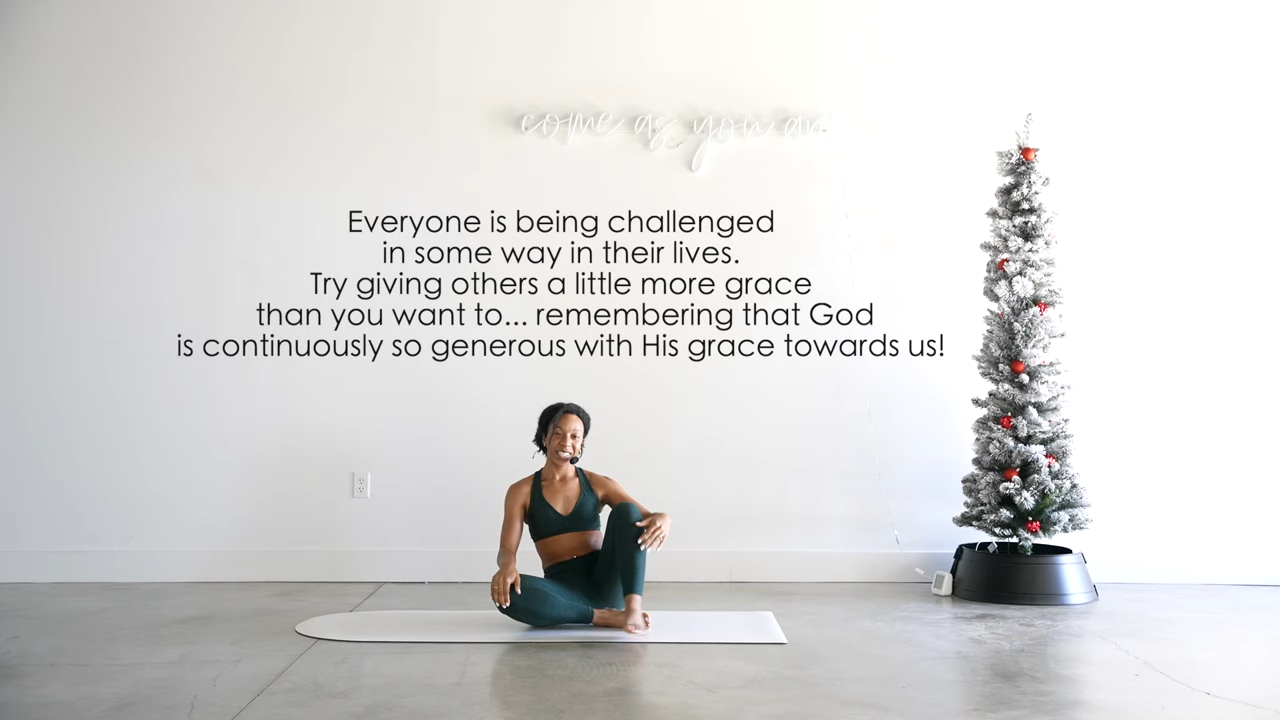 come as you are
Everyone is being challenged
in some way in their lives.
Try giving others a little more grace
than you want to... remembering that God
is continuously so generous with His grace towards us!